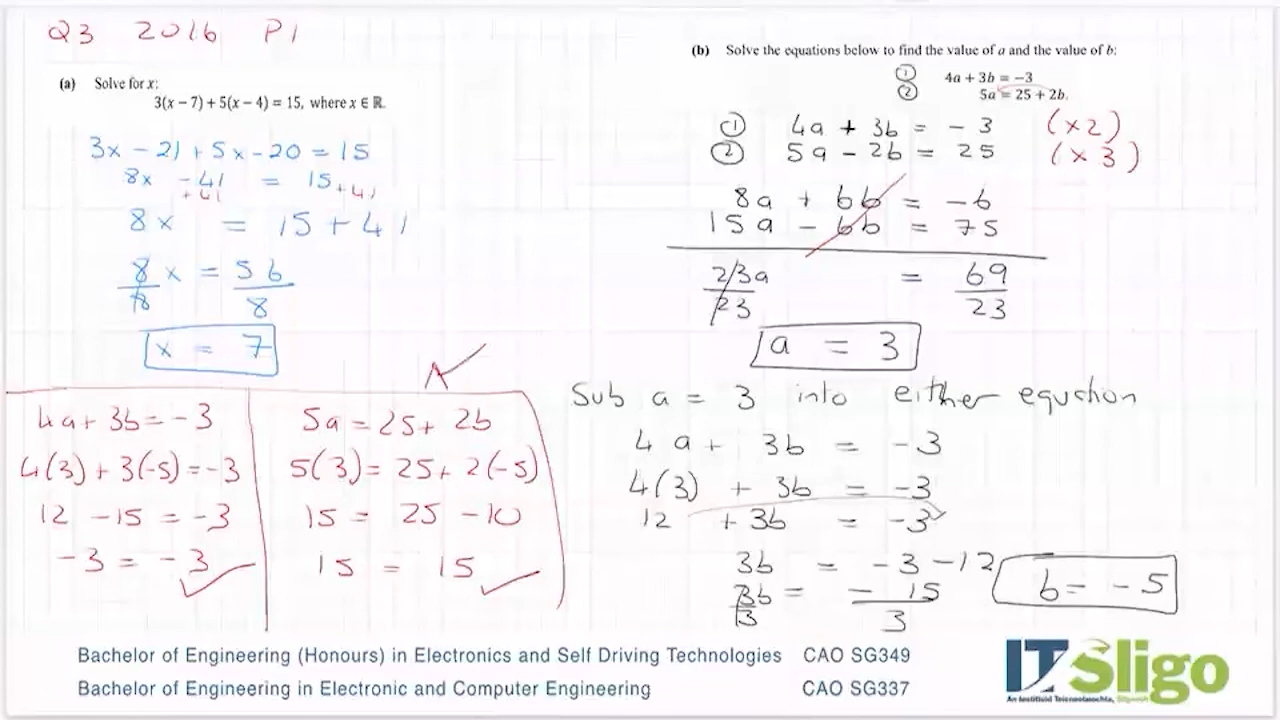 Q3 2016 P1
(a) Solve for x:
3(x – 7) + 5(x – 4) = 15, where x ∈ ℝ.
3x - 21 + 5x - 20 = 15
8x - 41 = 15
+41 +41
8x = 15 + 41
8x = 56
8 8
x = 7
(b) Solve the equations below to find the value of a and the value of b:
① 4a + 3b = –3
② 5a = 25 + 2b.
① 4a + 3b = - 3 (x2)
② 5a - 2b = 25 (x3)
8a + 6b = -6
15a - 6b = 75
23a = 69
23 23
a = 3
Sub a = 3 into either equation
4a + 3b = -3
4(3) + 3b = -3
12 + 3b = -3
3b = -3 -12
3b = - 15
3 3
b = -5
4a + 3b = -3
4(3) + 3(-5) = -3
12 - 15 = -3
-3 = -3
5a = 25 + 2b
5(3) = 25 + 2(-5)
15 = 25 - 10
15 = 15
Bachelor of Engineering (Honours) in Electronics and Self Driving Technologies CAO SG349
Bachelor of Engineering in Electronic and Computer Engineering CAO SG337
IT Sligo
An Institiúid Teicneolaíochta, Sligeach